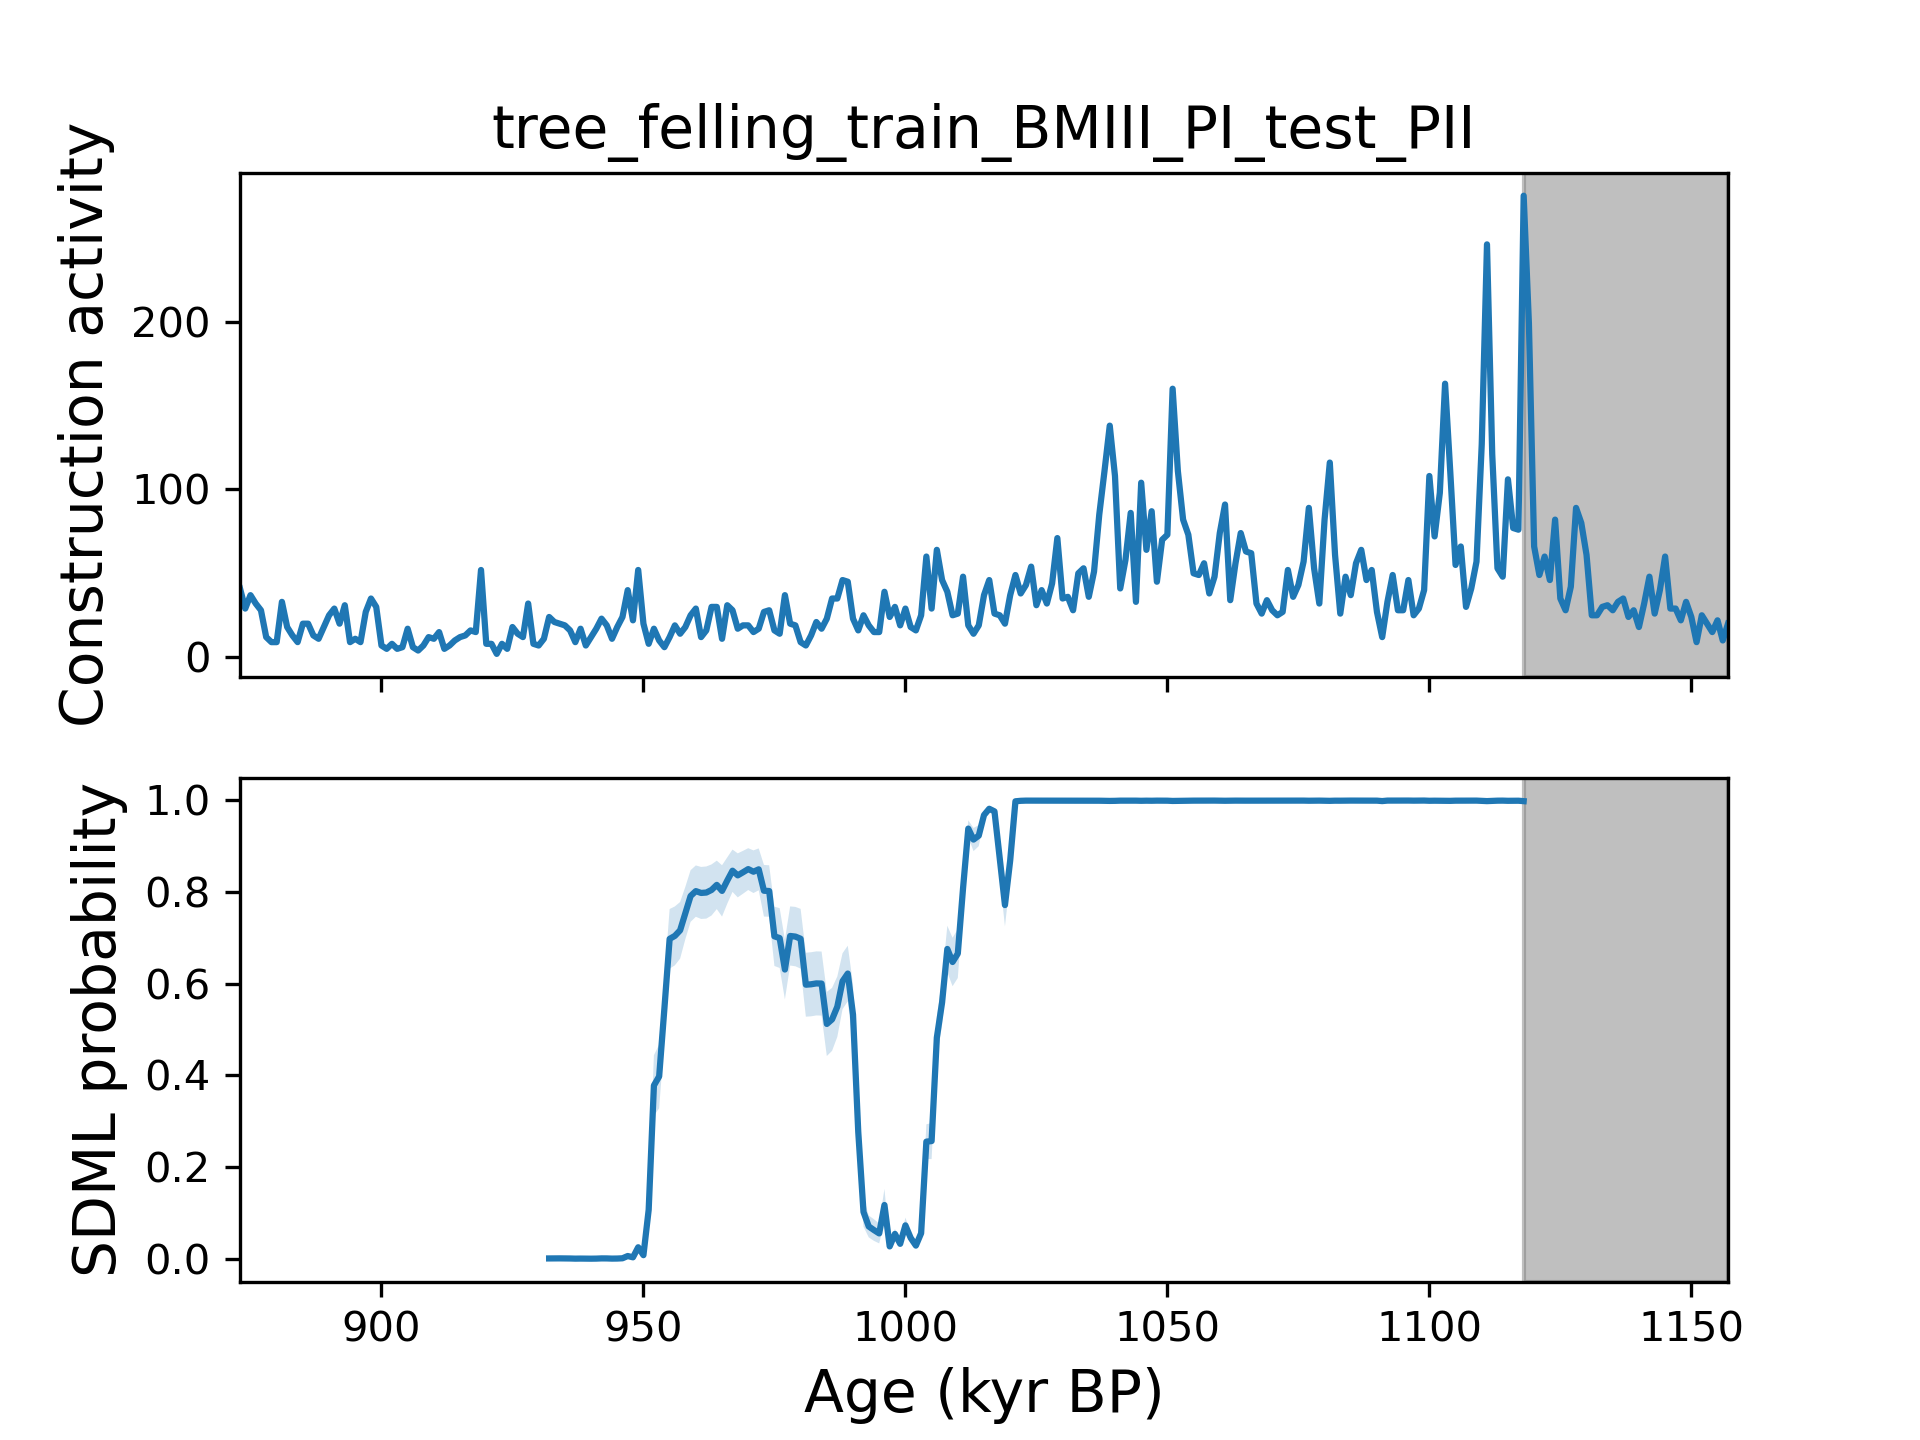 tree_felling_train_BMIII_PI_test_PII
Construction activity
200
100
0
SDML probability
1.0
0.8
0.6
0.4
0.2
0.0
900 950 1000 1050 1100 1150
Age (kyr BP)